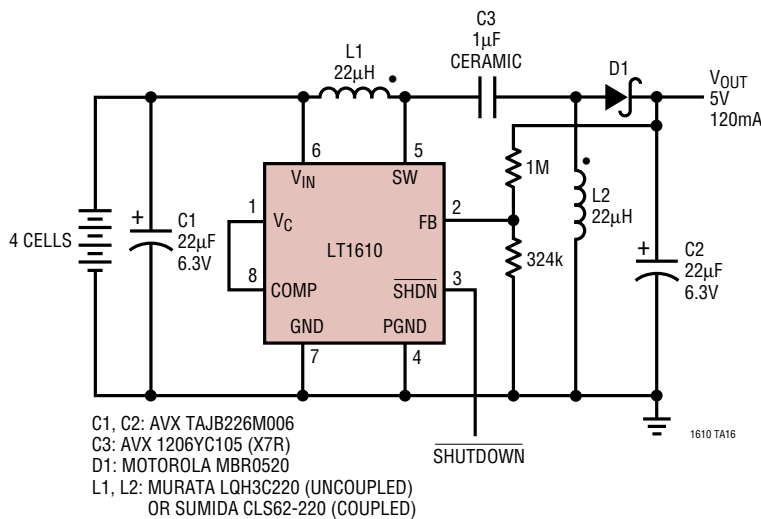 C3
1μF
CERAMIC
L1
22μH
D1
VOUT
5V
120mA
6
5
VIN
SW
1M
1
VC
2
FB
L2
22μH
+
C1
22μF
6.3V
4 CELLS
LT1610
324k
+
C2
22μF
6.3V
8
COMP
3
SHDN
GND
PGND
7
4
C1, C2: AVX TAJB226M006
C3: AVX 1206YC105 (X7R)
D1: MOTOROLA MBR0520
L1, L2: MURATA LQH3C220 (UNCOUPLED)
OR SUMIDA CLS62-220 (COUPLED)
SHUTDOWN
1610 TA16